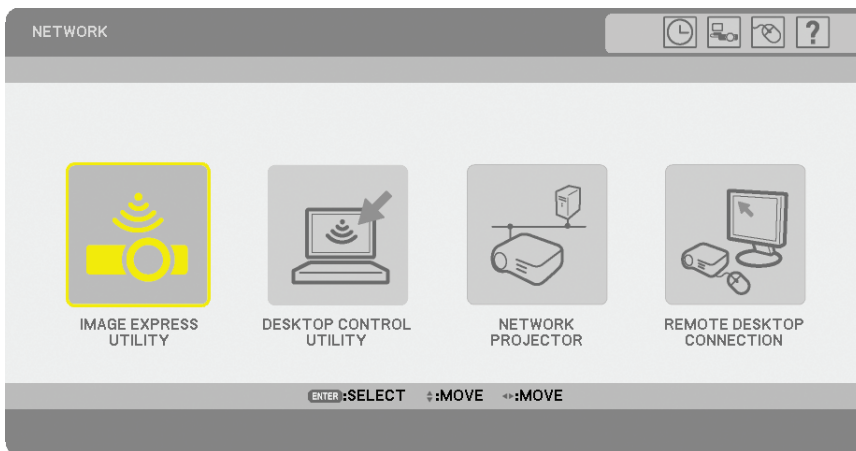 NETWORK
?
IMAGE EXPRESS
UTILITY
DESKTOP CONTROL
UTILITY
NETWORK
PROJECTOR
REMOTE DESKTOP
CONNECTION
ENTER:SELECT :MOVE :MOVE